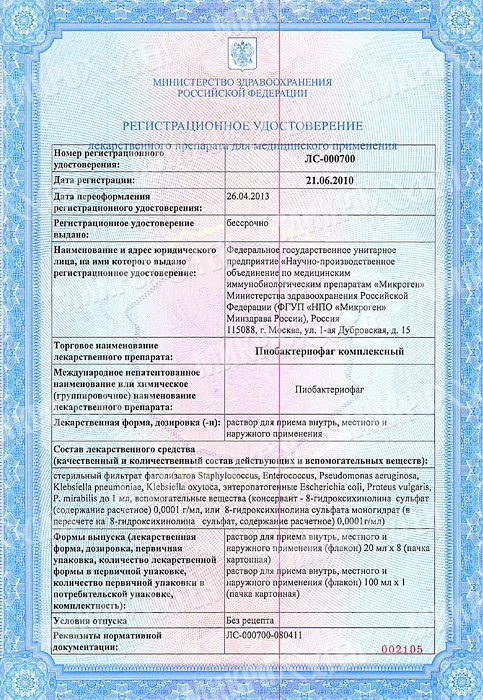 МИНИСТЕРСТВО ЗДРАВООХРАНЕНИЯ
РОССИЙСКОЙ ФЕДЕРАЦИИ
РЕГИСТРАЦИОННОЕ УДОСТОВЕРЕНИЕ
лекарственного препарата для медицинского применения
Номер регистрационного
удостоверения:
ЛС-000700
Дата регистрации:
21.06.2010
Дата переоформления
регистрационного удостоверения:
26.04.2013
Регистрационное удостоверение
выдано:
бессрочно
Наименование и адрес юридического
лица, на имя которого выдано
регистрационное удостоверение:
Федеральное государственное унитарное
предприятие «Научно-производственное
объединение по медицинским
иммунобиологическим препаратам «Микроген»
Министерства здравоохранения Российской
Федерации (ФГУП «НПО «Микроген»
Минздрава России), Россия
115088, г. Москва, ул. 1-ая Дубровская, д. 15
Торговое наименование
лекарственного препарата:
Пиобактериофаг комплексный
Международное непатентованное
наименование или химическое
(группировочное) наименование
лекарственного препарата:
Пиобактериофаг
Лекарственная форма, дозировка (-и):
раствор для приема внутрь, местного и
наружного применения
Состав лекарственного средства
(качественный и количественный состав действующих и вспомогательных веществ):
стерильный фильтрат фаголизатов Staphylococcus, Enterococcus, Pseudomonas aeruginosa,
Klebsiella pneumoniae, Klebsiella oxytoca, энтеропатогенные Escherichia coli, Proteus vulgaris,
P. mirabilis до 1 мл, вспомогательные вещества (консервант - 8-гидроксихинолина сульфат
(содержание расчетное) 0,0001 г/мл, или 8-гидроксихинолина сульфата моногидрат (в
пересчете на 8-гидроксихинолина сульфат, содержание расчетное) 0,0001г/мл)
Формы выпуска (лекарственная
форма, дозировка, первичная
упаковка, количество лекарственной
формы в первичной упаковке,
количество первичной упаковки в
потребительской упаковке,
комплектность):
раствор для приема внутрь, местного и
наружного применения (флакон) 20 мл x 8 (пачка
картонная)
раствор для приема внутрь, местного и
наружного применения (флакон) 100 мл x 1
(пачка картонная)
Условия отпуска
Без рецепта
Реквизиты нормативной
документации:
ЛС-000700-080411
002105